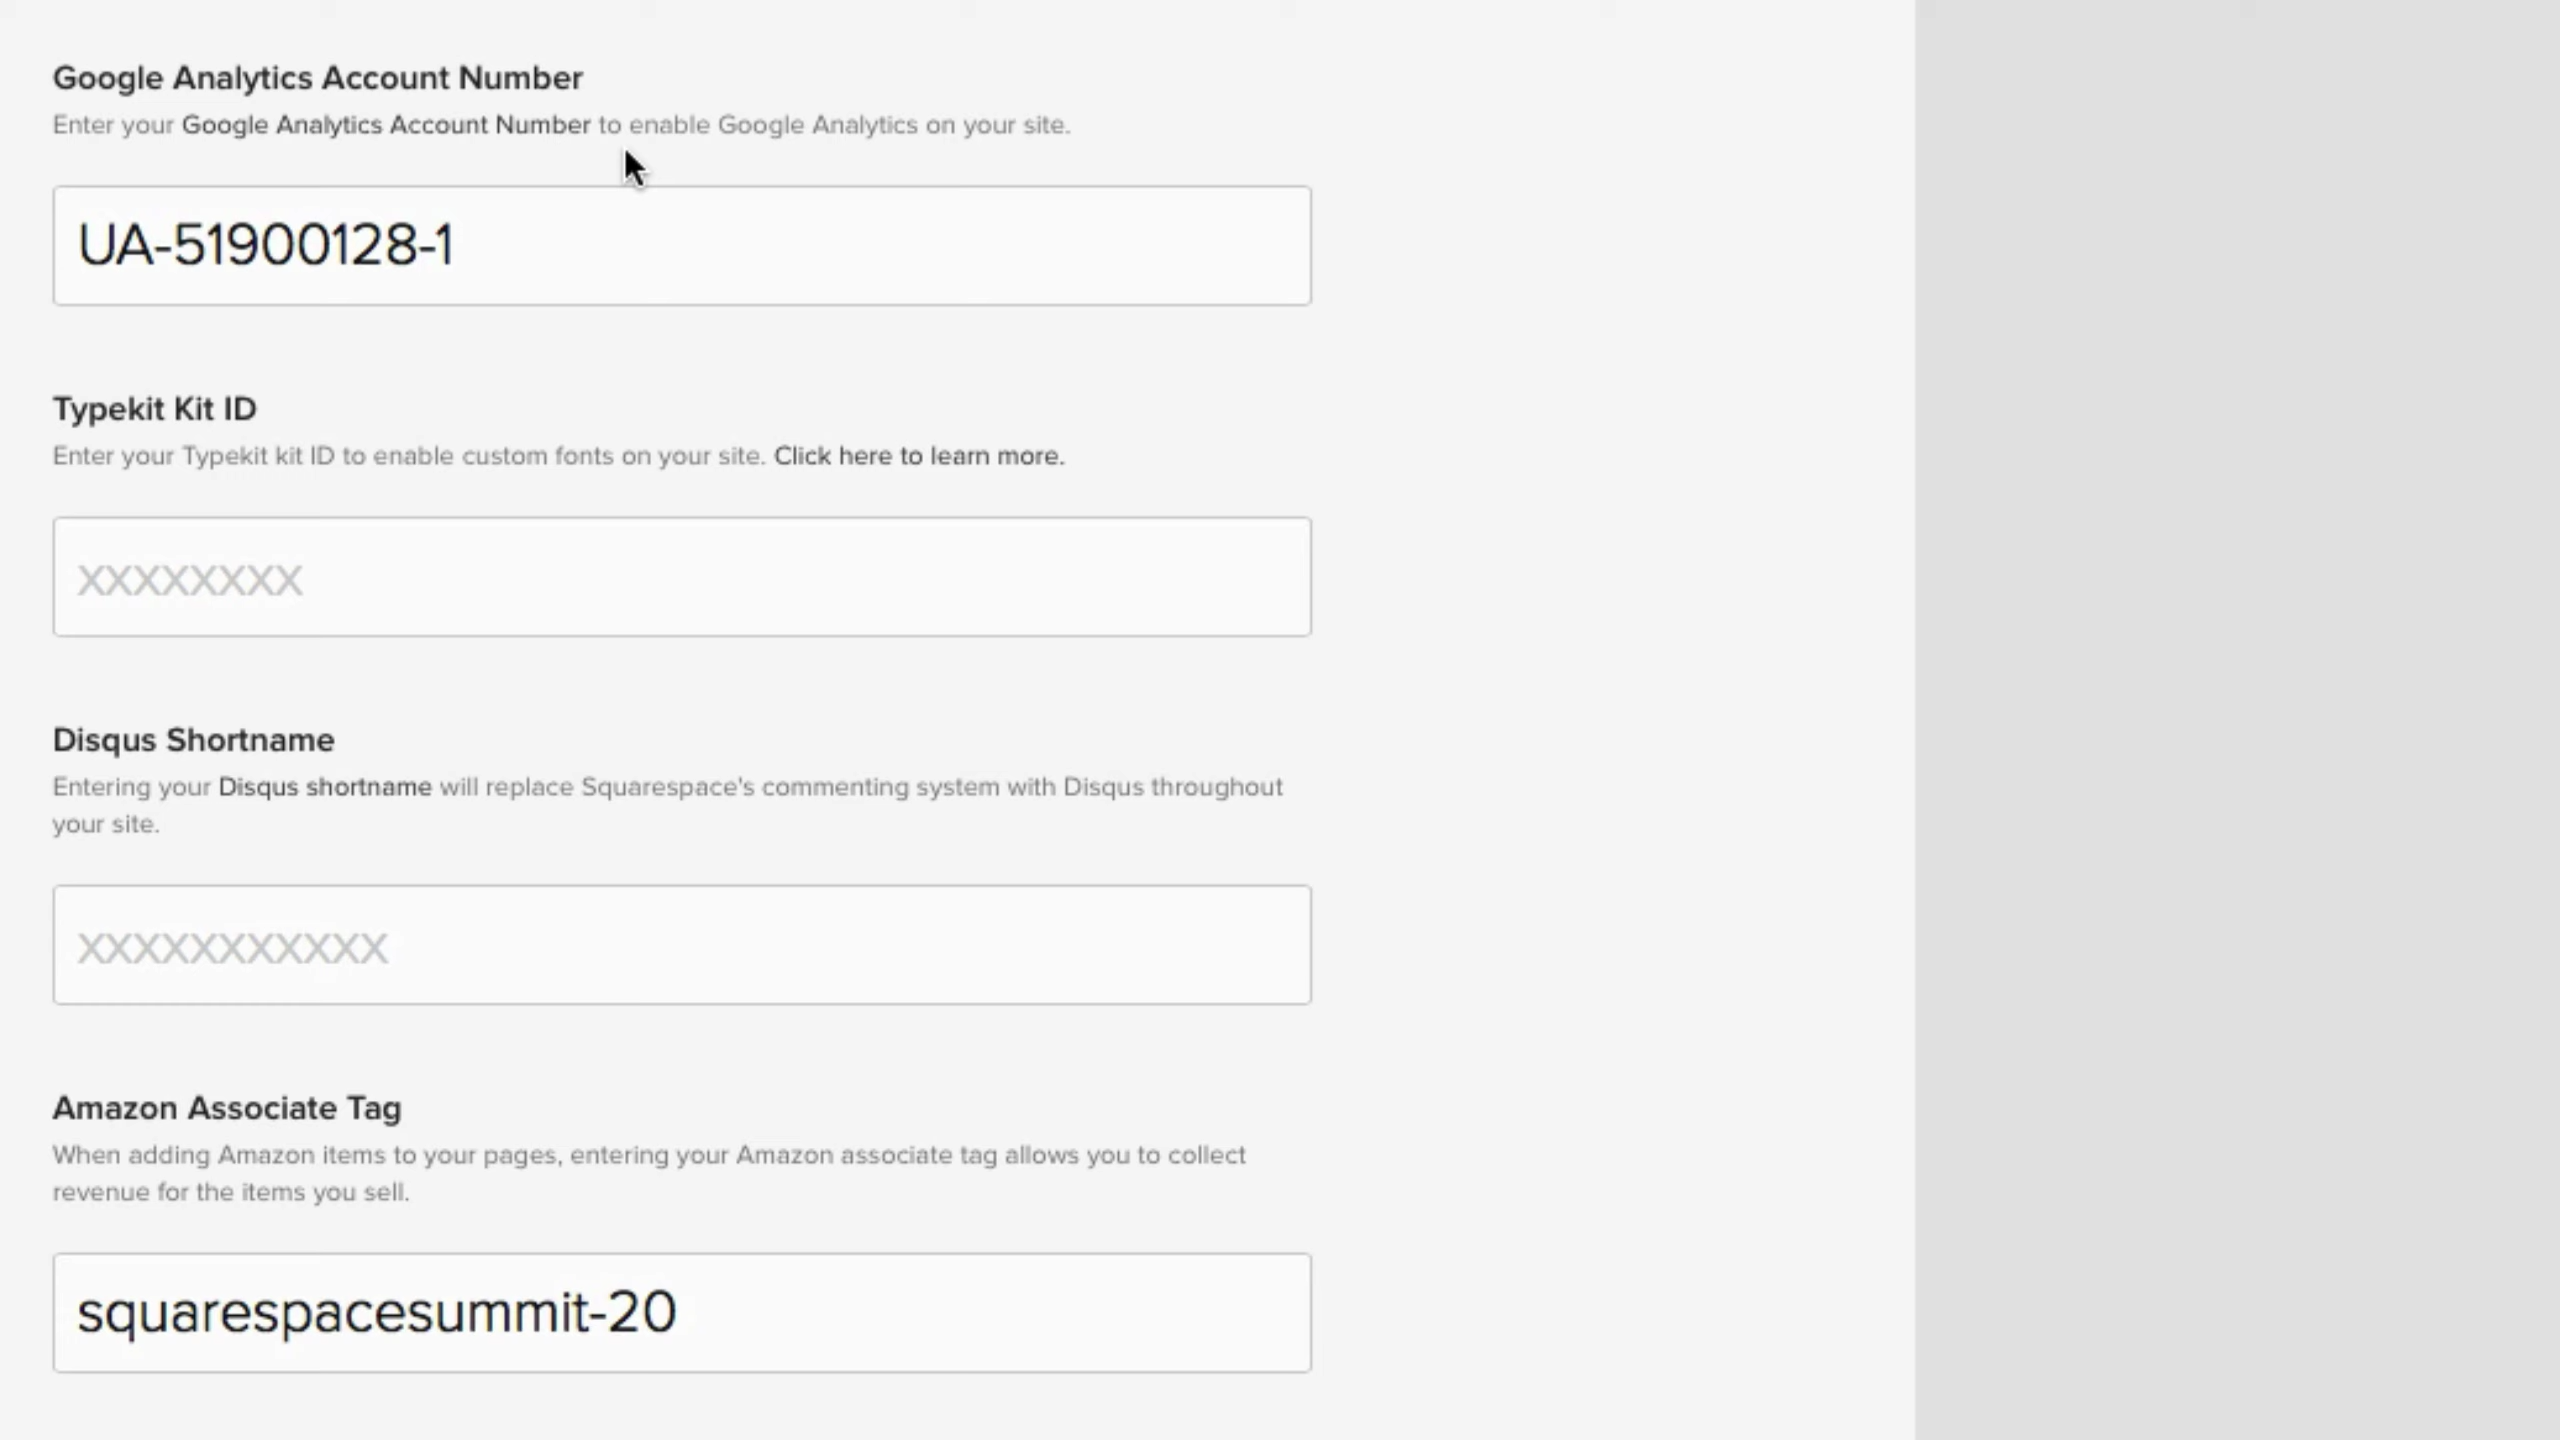 Google Analytics Account Number
Enter your Google Analytics Account Number to enable Google Analytics on your site.
UA-51900128-1
Typekit Kit ID
Enter your Typekit kit ID to enable custom fonts on your site. Click here to learn more.
XXXXXXXX
Disqus Shortname
Entering your Disqus shortname will replace Squarespace's commenting system with Disqus throughout
your site.
XXXXXXXXXXX
Amazon Associate Tag
When adding Amazon items to your pages, entering your Amazon associate tag allows you to collect
revenue for the items you sell.
squarespacesummit-20